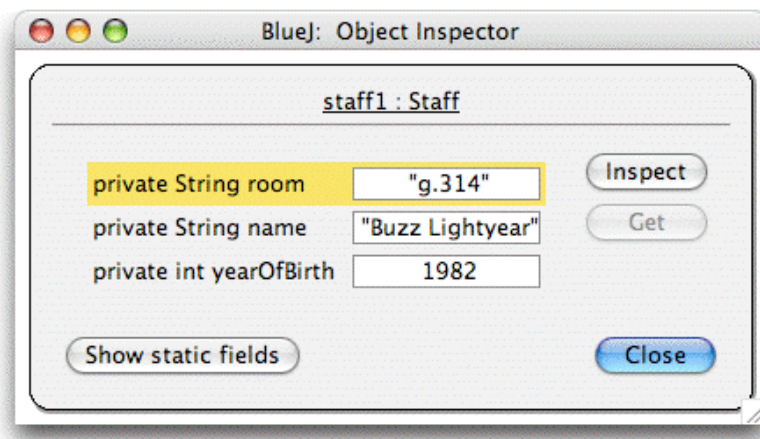 BlueJ: Object Inspector
staff1 : Staff
private String room "g.314" Inspect
private String name "Buzz Lightyear" Get
private int yearOfBirth 1982
Show static fields Close